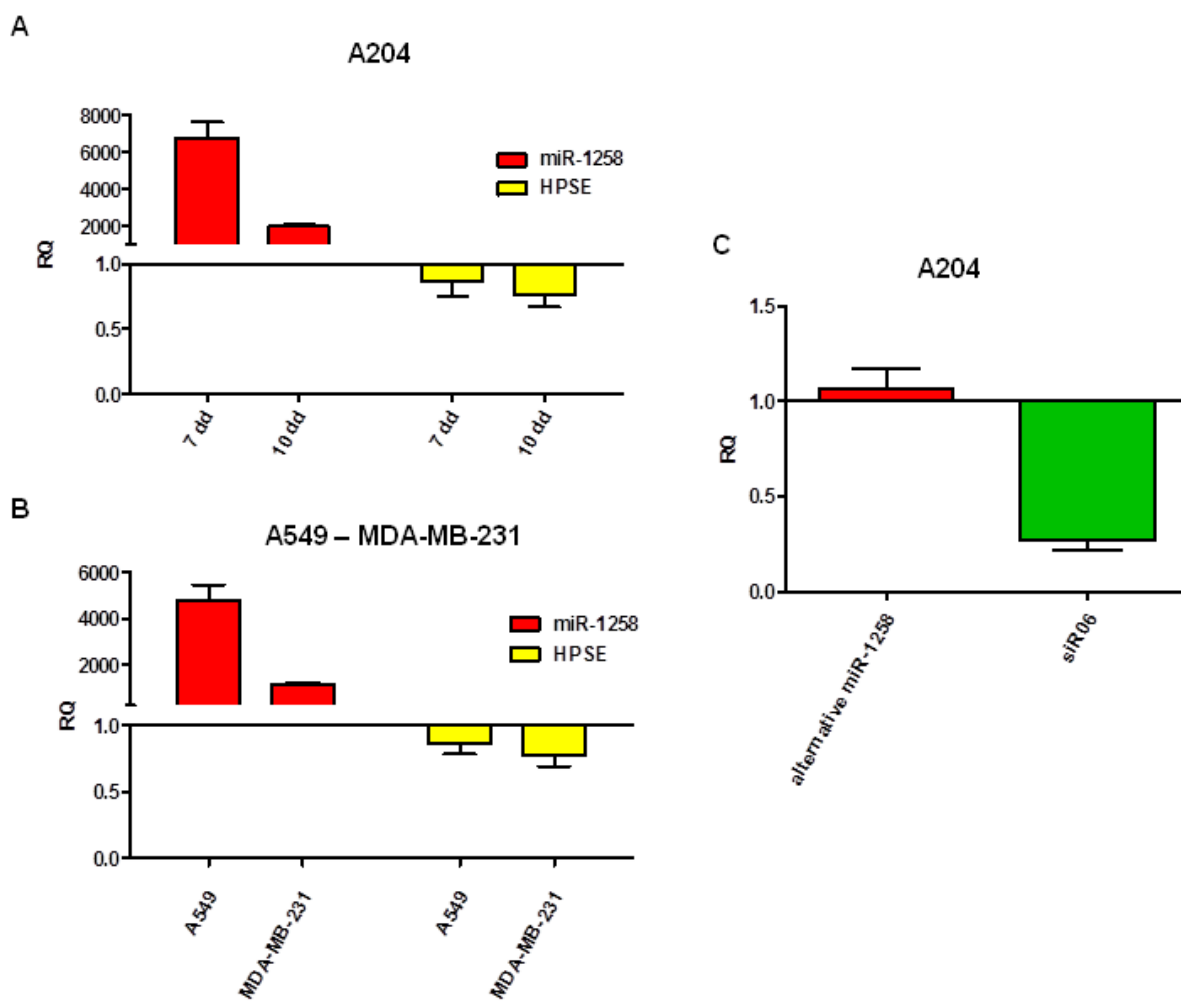 A
A204
8000
6000
4000
2000
1.0
0.5
0.0
RQ
miR-1258
HPSE
7 dd
10 dd
7 dd
10 dd
B
A549 – MDA-MB-231
6000
4000
2000
1.0
0.5
0.0
RQ
miR-1258
HPSE
A549
MDA-MB-231
A549
MDA-MB-231
C
A204
1.5
1.0
0.5
0.0
RQ
alternative miR-1258
siR06